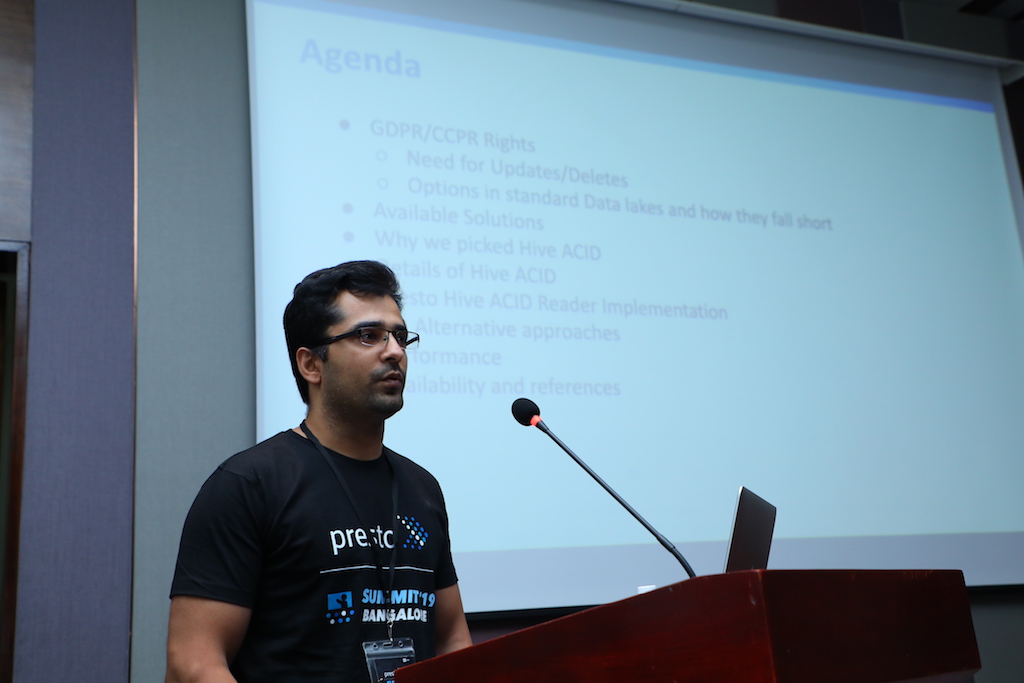 Agenda
GDPR/CCPR Rights
Need for Updates/Deletes
Options in standard Data lakes and how they fall short
Available Solutions
Why we picked Hive ACID
etails of Hive ACID
esto Hive ACID Reader Implementation
Alternative approaches
formance
ailability and references
presto
SUMMIT'19
BANGALORE
presto